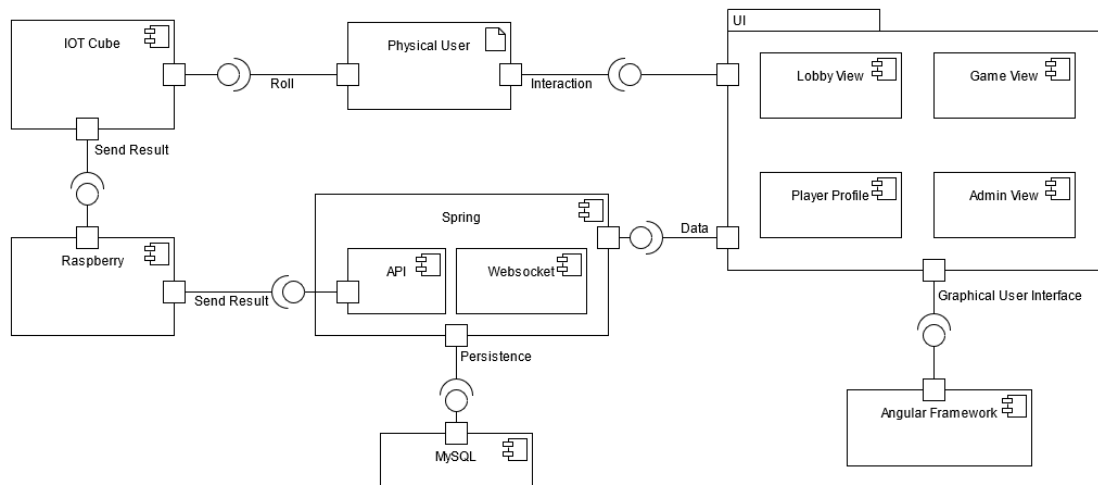 UI
IOT Cube
Physical User
Lobby View
Game View
Roll
Interaction
Send Result
Player Profile
Admin View
Spring
Data
Raspberry
API
Websocket
Send Result
Graphical User Interface
Persistence
Angular Framework
MySQL